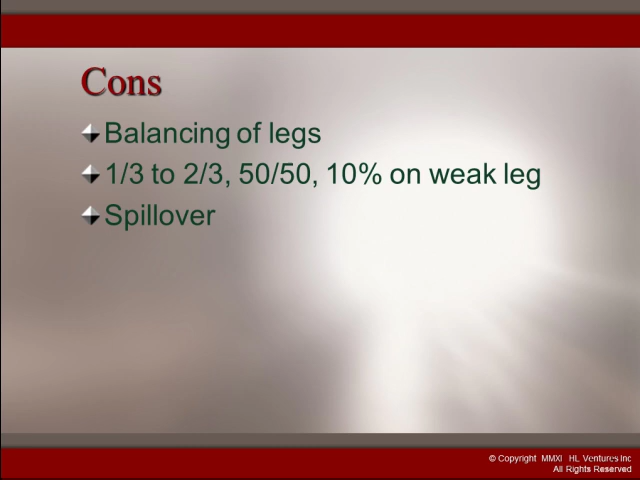 Cons
Balancing of legs
1/3 to 2/3, 50/50, 10% on weak leg
Spillover
© Copyright MMXI HL Ventures Inc
All Rights Reserved